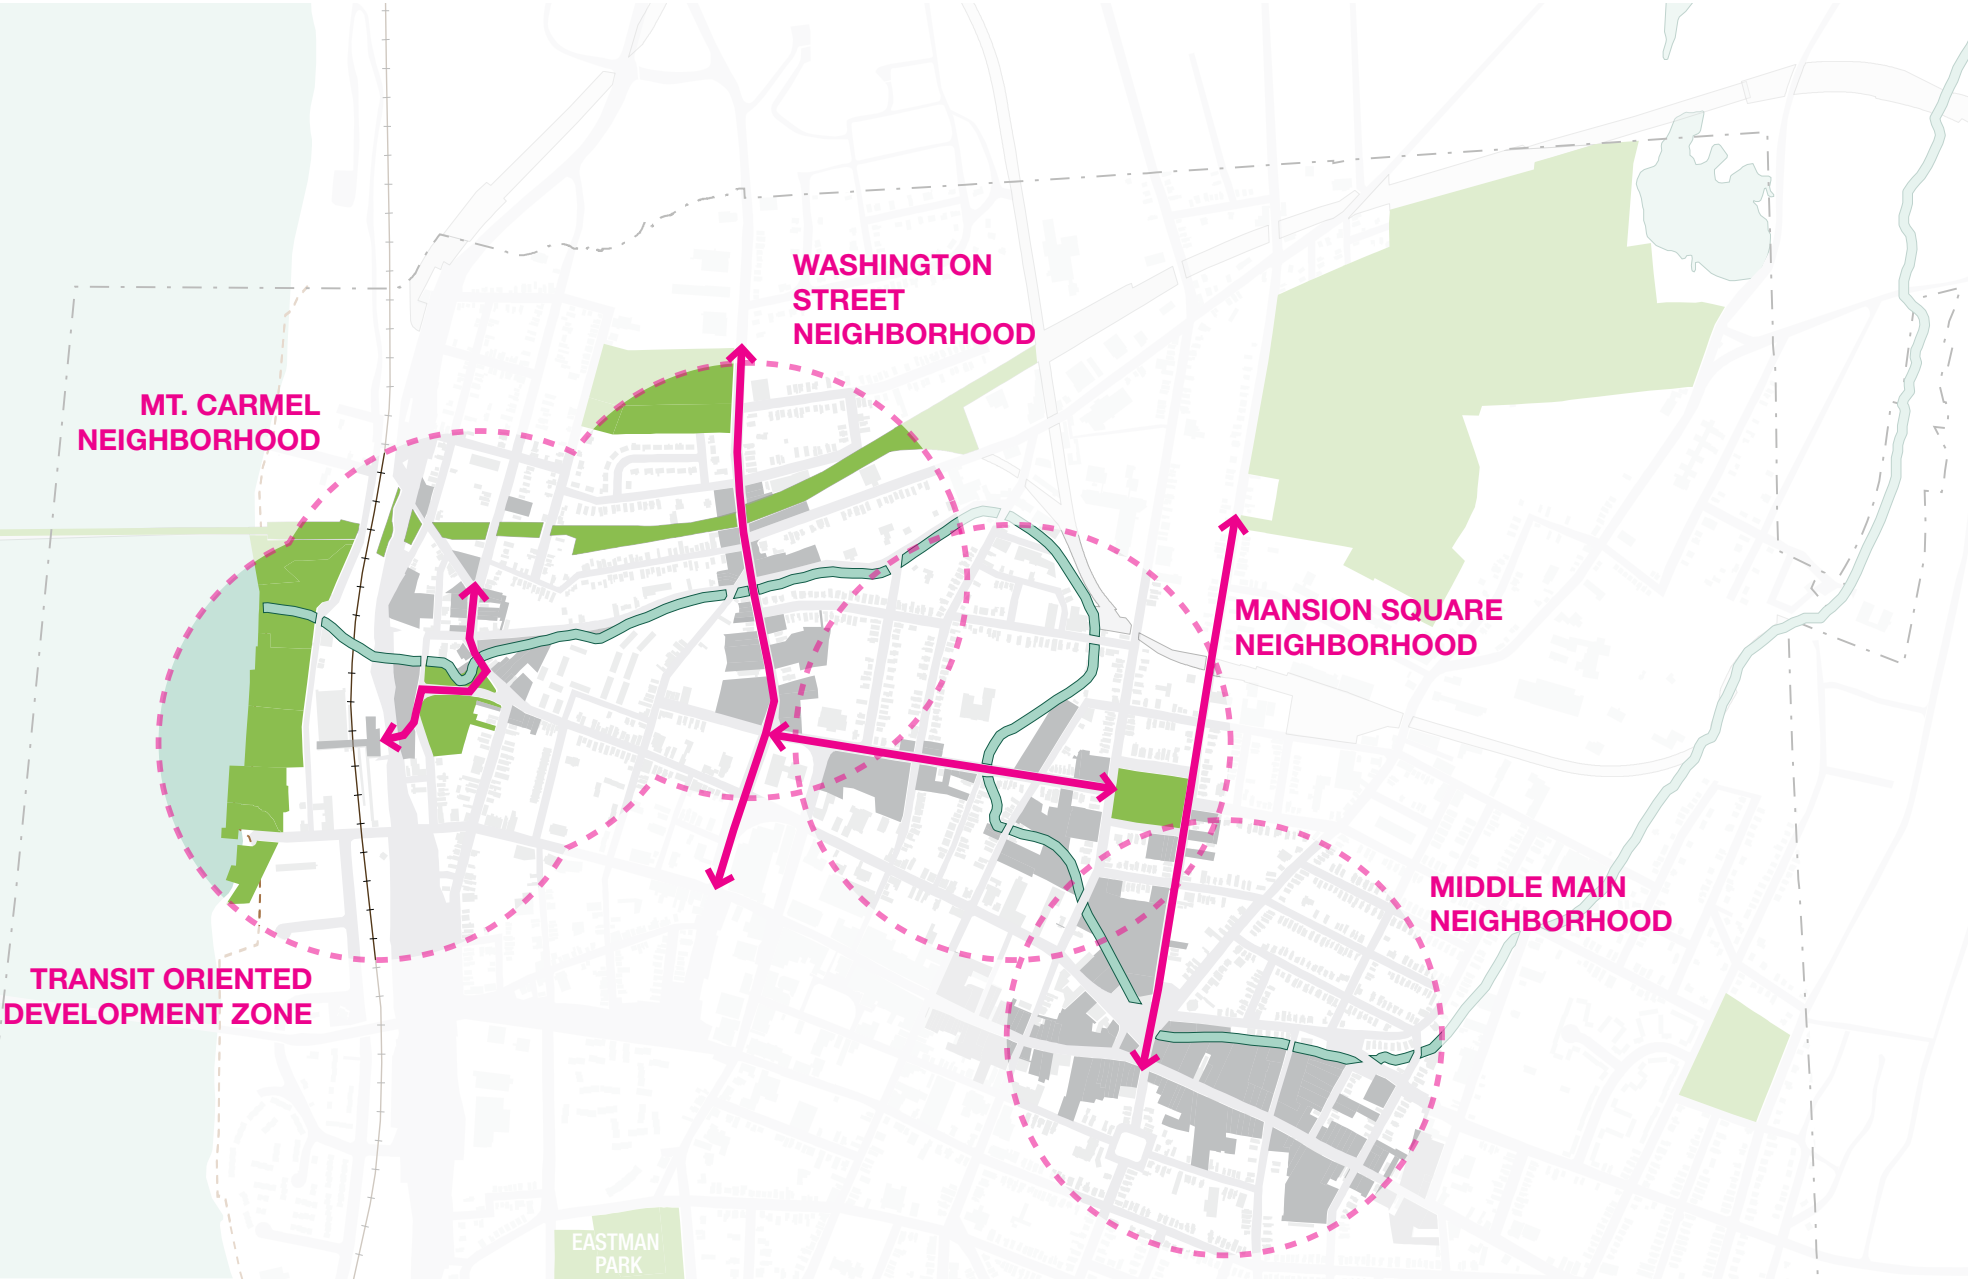 WASHINGTON
STREET
NEIGHBORHOOD
MT. CARMEL
NEIGHBORHOOD
MANSION SQUARE
NEIGHBORHOOD
MIDDLE MAIN
NEIGHBORHOOD
TRANSIT ORIENTED
DEVELOPMENT ZONE
EASTMAN
PARK